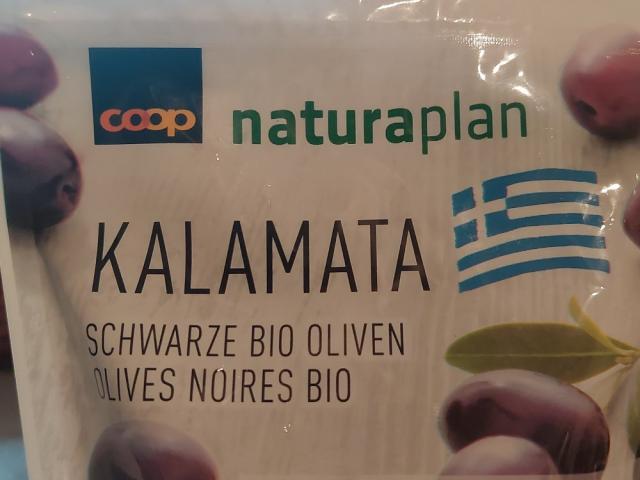 coop
naturaplan
KALAMATA
SCHWARZE BIO OLIVEN
OLIVES NOIRES BIO